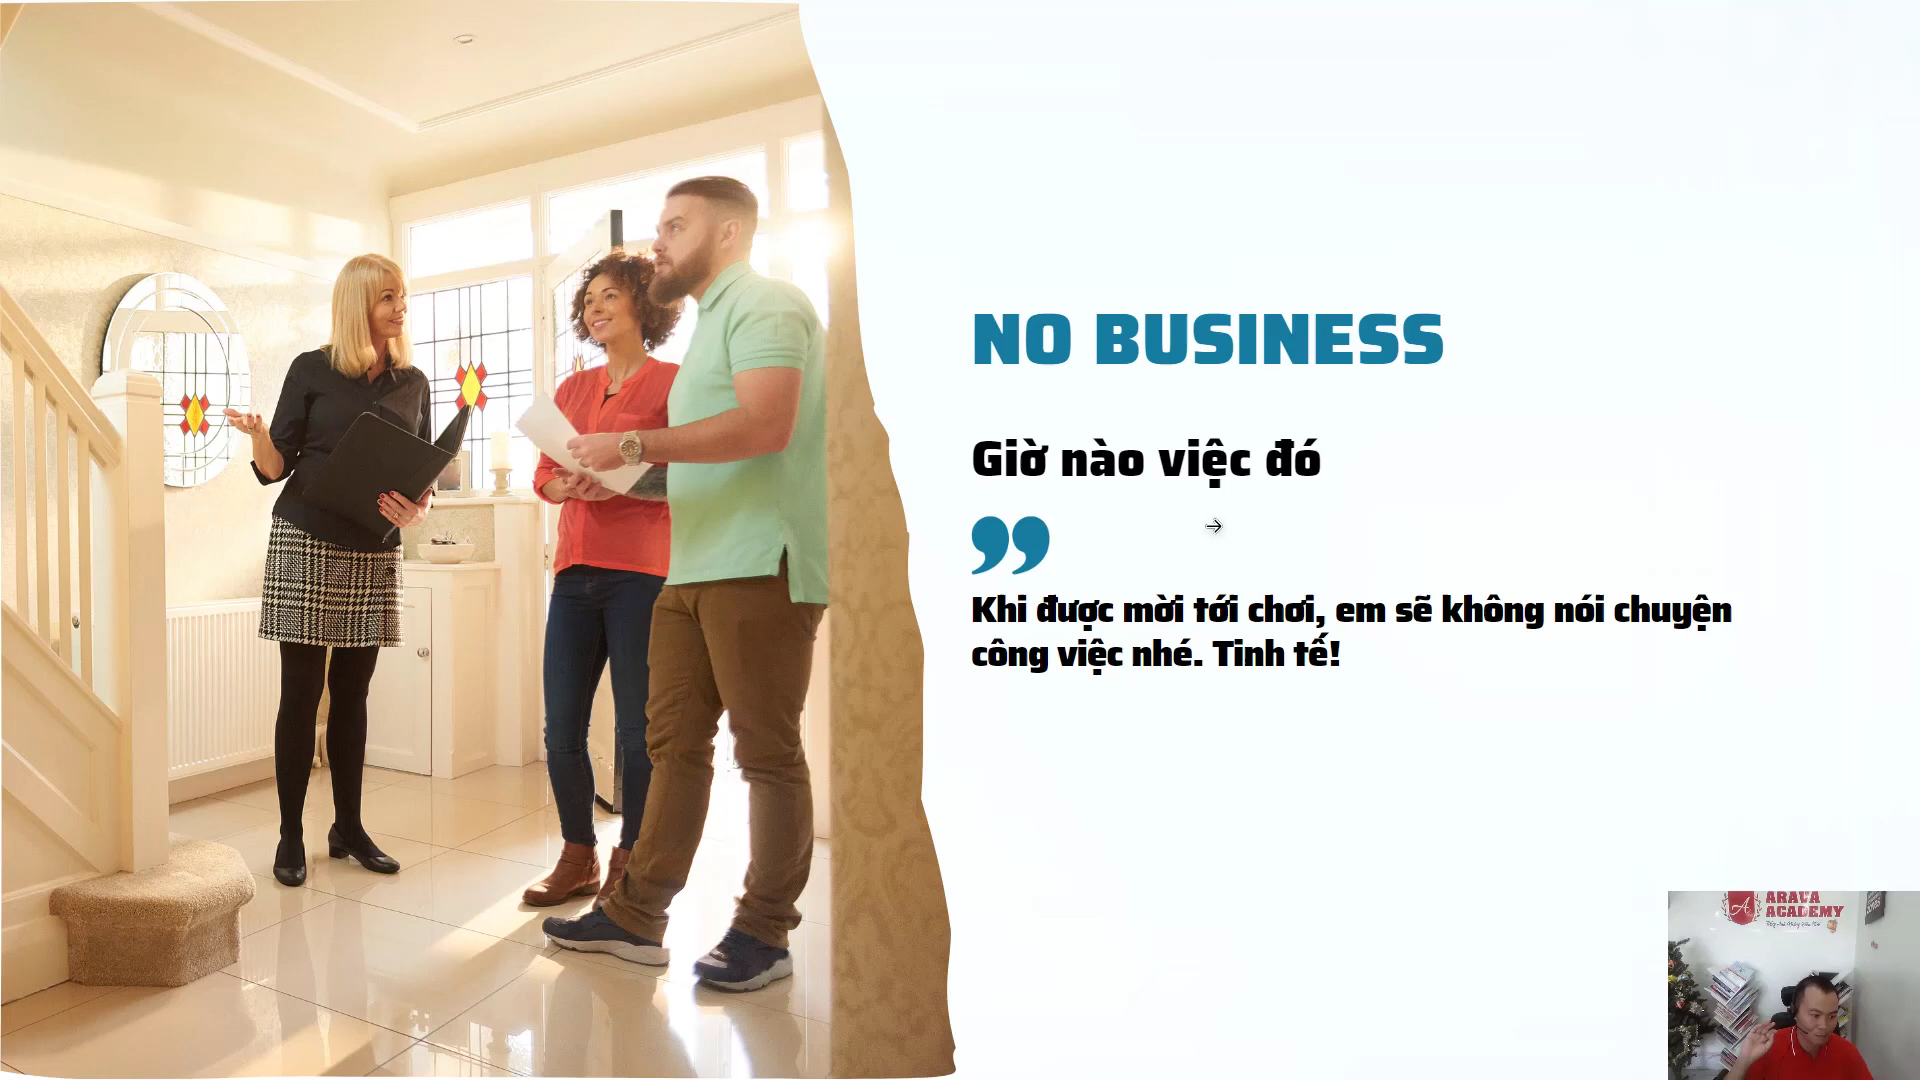 NO BUSINESS
Giờ nào việc đó
”
Khi được mời tới chơi, em sẽ không nói chuyện
công việc nhé. Tinh tế!
ARAVA
ACADEMY